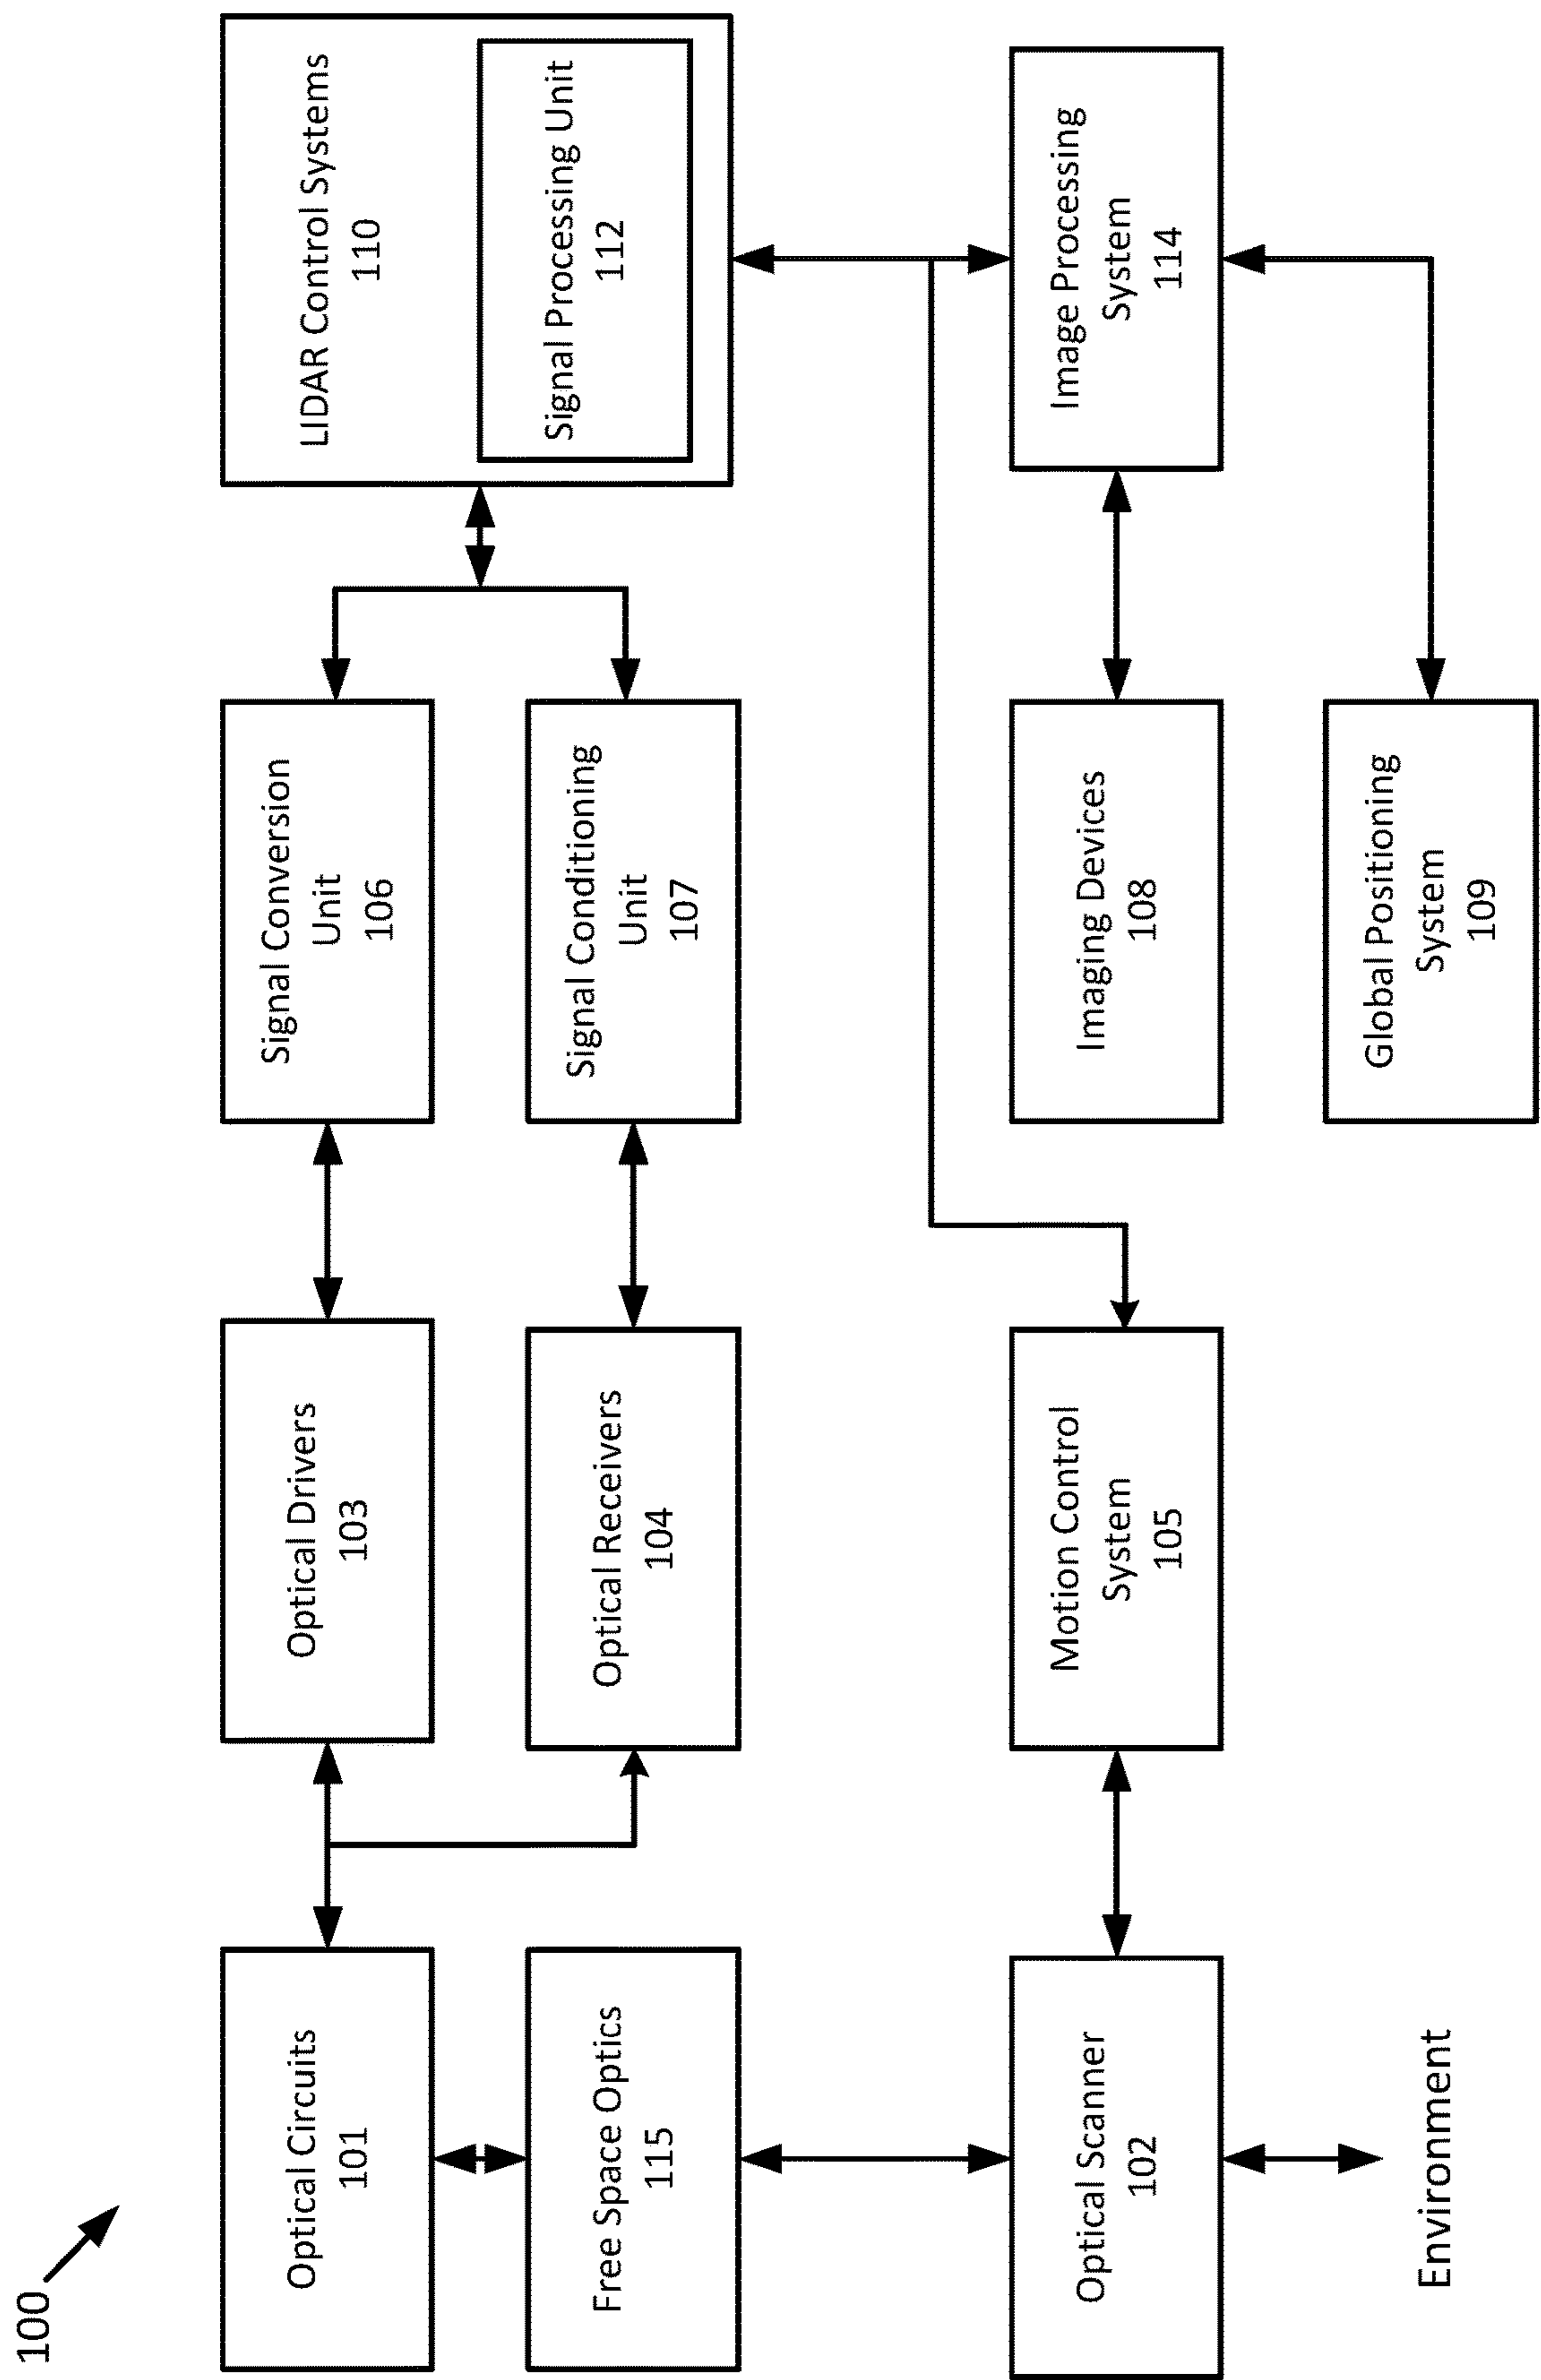 100
Optical Circuits
101
Optical Drivers
103
Signal Conversion
Unit
106
LIDAR Control Systems
110
Signal Processing Unit
112
Free Space Optics
115
Optical Receivers
104
Signal Conditioning
Unit
107
Optical Scanner
102
Motion Control
System
105
Imaging Devices
108
Image Processing
System
114
Global Positioning
System
109
Environment